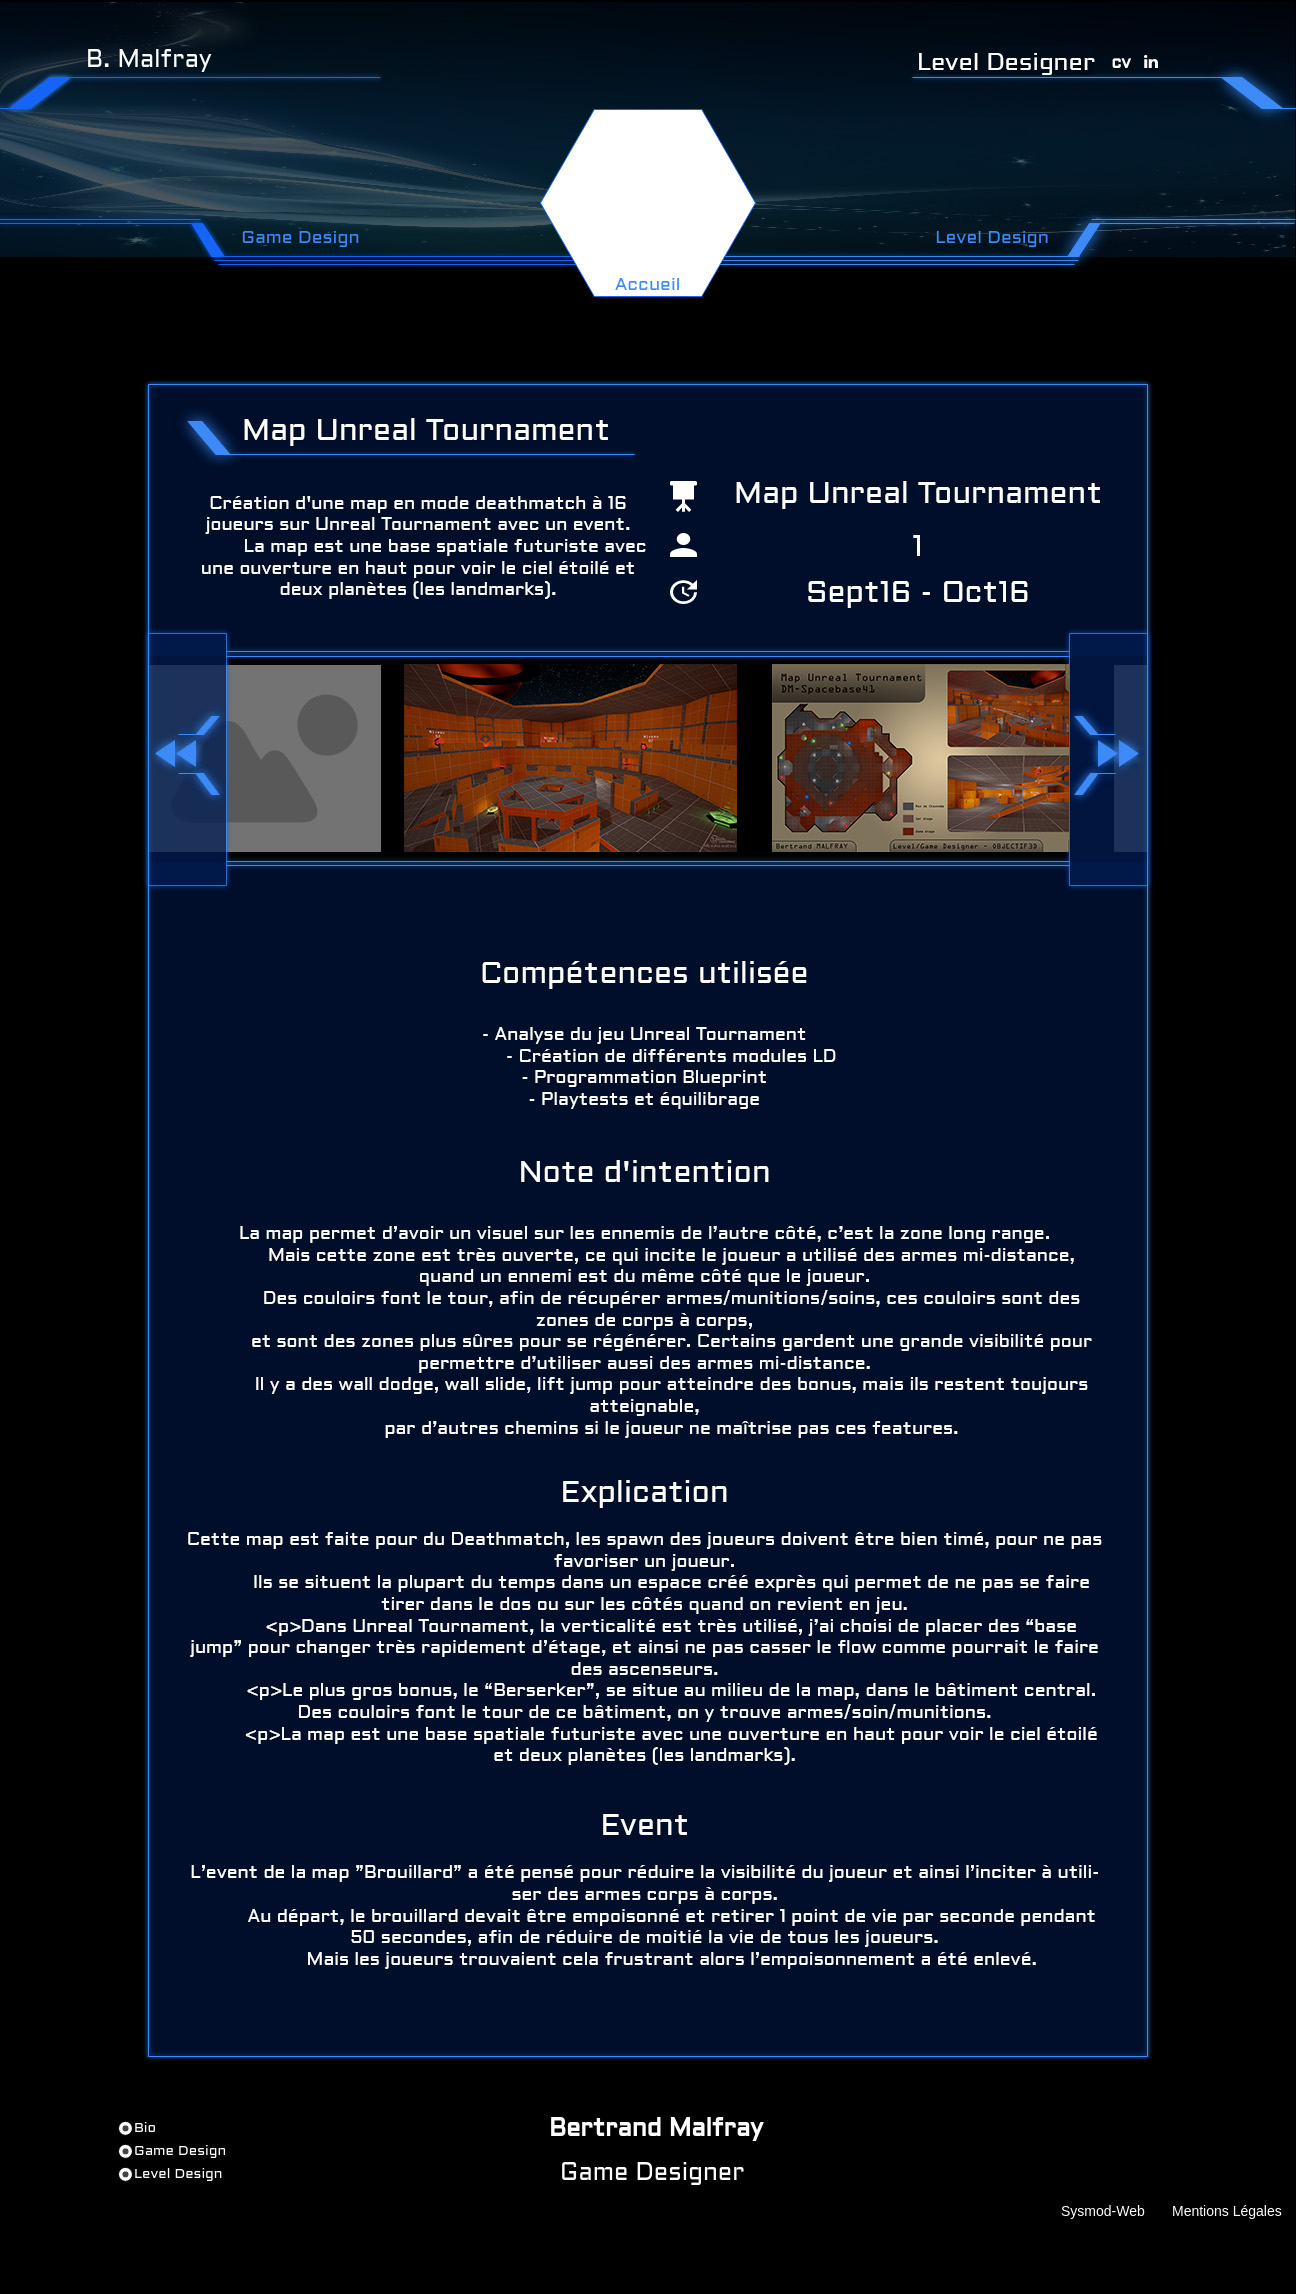 B. Malfray
Level Designer CV in
Game Design
Level Design
Accueil
Map Unreal Tournament
Création d'une map en mode deathmatch à 16
joueurs sur Unreal Tournament avec un event.
La map est une base spatiale futuriste avec
une ouverture en haut pour voir le ciel étoilé et
deux planètes (les landmarks).
Map Unreal Tournament
1
Sept16 - Oct16
Map Unreal Tournament
DM-Spacebase41
Bertrand MALFRAY
Level/Game Designer - OBJECTIF3D
Compétences utilisée
- Analyse du jeu Unreal Tournament
- Création de différents modules LD
- Programmation Blueprint
- Playtests et équilibrage
Note d'intention
La map permet d’avoir un visuel sur les ennemis de l’autre côté, c’est la zone long range.
Mais cette zone est très ouverte, ce qui incite le joueur a utilisé des armes mi-distance,
quand un ennemi est du même côté que le joueur.
Des couloirs font le tour, afin de récupérer armes/munitions/soins, ces couloirs sont des
zones de corps à corps,
et sont des zones plus sûres pour se régénérer. Certains gardent une grande visibilité pour
permettre d’utiliser aussi des armes mi-distance.
Il y a des wall dodge, wall slide, lift jump pour atteindre des bonus, mais ils restent toujours
atteignable,
par d’autres chemins si le joueur ne maîtrise pas ces features.
Explication
Cette map est faite pour du Deathmatch, les spawn des joueurs doivent être bien timé, pour ne pas
favoriser un joueur.
Ils se situent la plupart du temps dans un espace créé exprès qui permet de ne pas se faire
tirer dans le dos ou sur les côtés quand on revient en jeu.
<p>Dans Unreal Tournament, la verticalité est très utilisé, j’ai choisi de placer des “base
jump” pour changer très rapidement d’étage, et ainsi ne pas casser le flow comme pourrait le faire
des ascenseurs.
<p>Le plus gros bonus, le “Berserker”, se situe au milieu de la map, dans le bâtiment central.
Des couloirs font le tour de ce bâtiment, on y trouve armes/soin/munitions.
<p>La map est une base spatiale futuriste avec une ouverture en haut pour voir le ciel étoilé
et deux planètes (les landmarks).
Event
L’event de la map ”Brouillard” a été pensé pour réduire la visibilité du joueur et ainsi l’inciter à utili-
ser des armes corps à corps.
Au départ, le brouillard devait être empoisonné et retirer 1 point de vie par seconde pendant
50 secondes, afin de réduire de moitié la vie de tous les joueurs.
Mais les joueurs trouvaient cela frustrant alors l’empoisonnement a été enlevé.
Bio
Game Design
Level Design
Bertrand Malfray
Game Designer
Sysmod-Web Mentions Légales